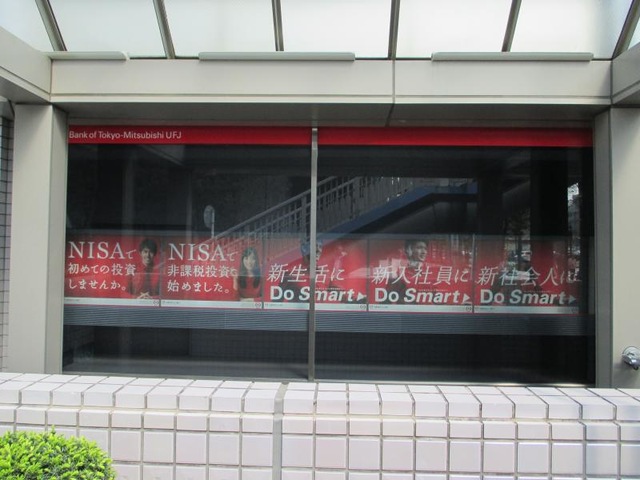 Bank of Tokyo-Mitsubishi UFJ
NISAで
初めての投資
しませんか。
NISAで
非課税投資
始めました。
新生活に
Do Smart
新入社員に
Do Smart
新社会人は
Do Smart